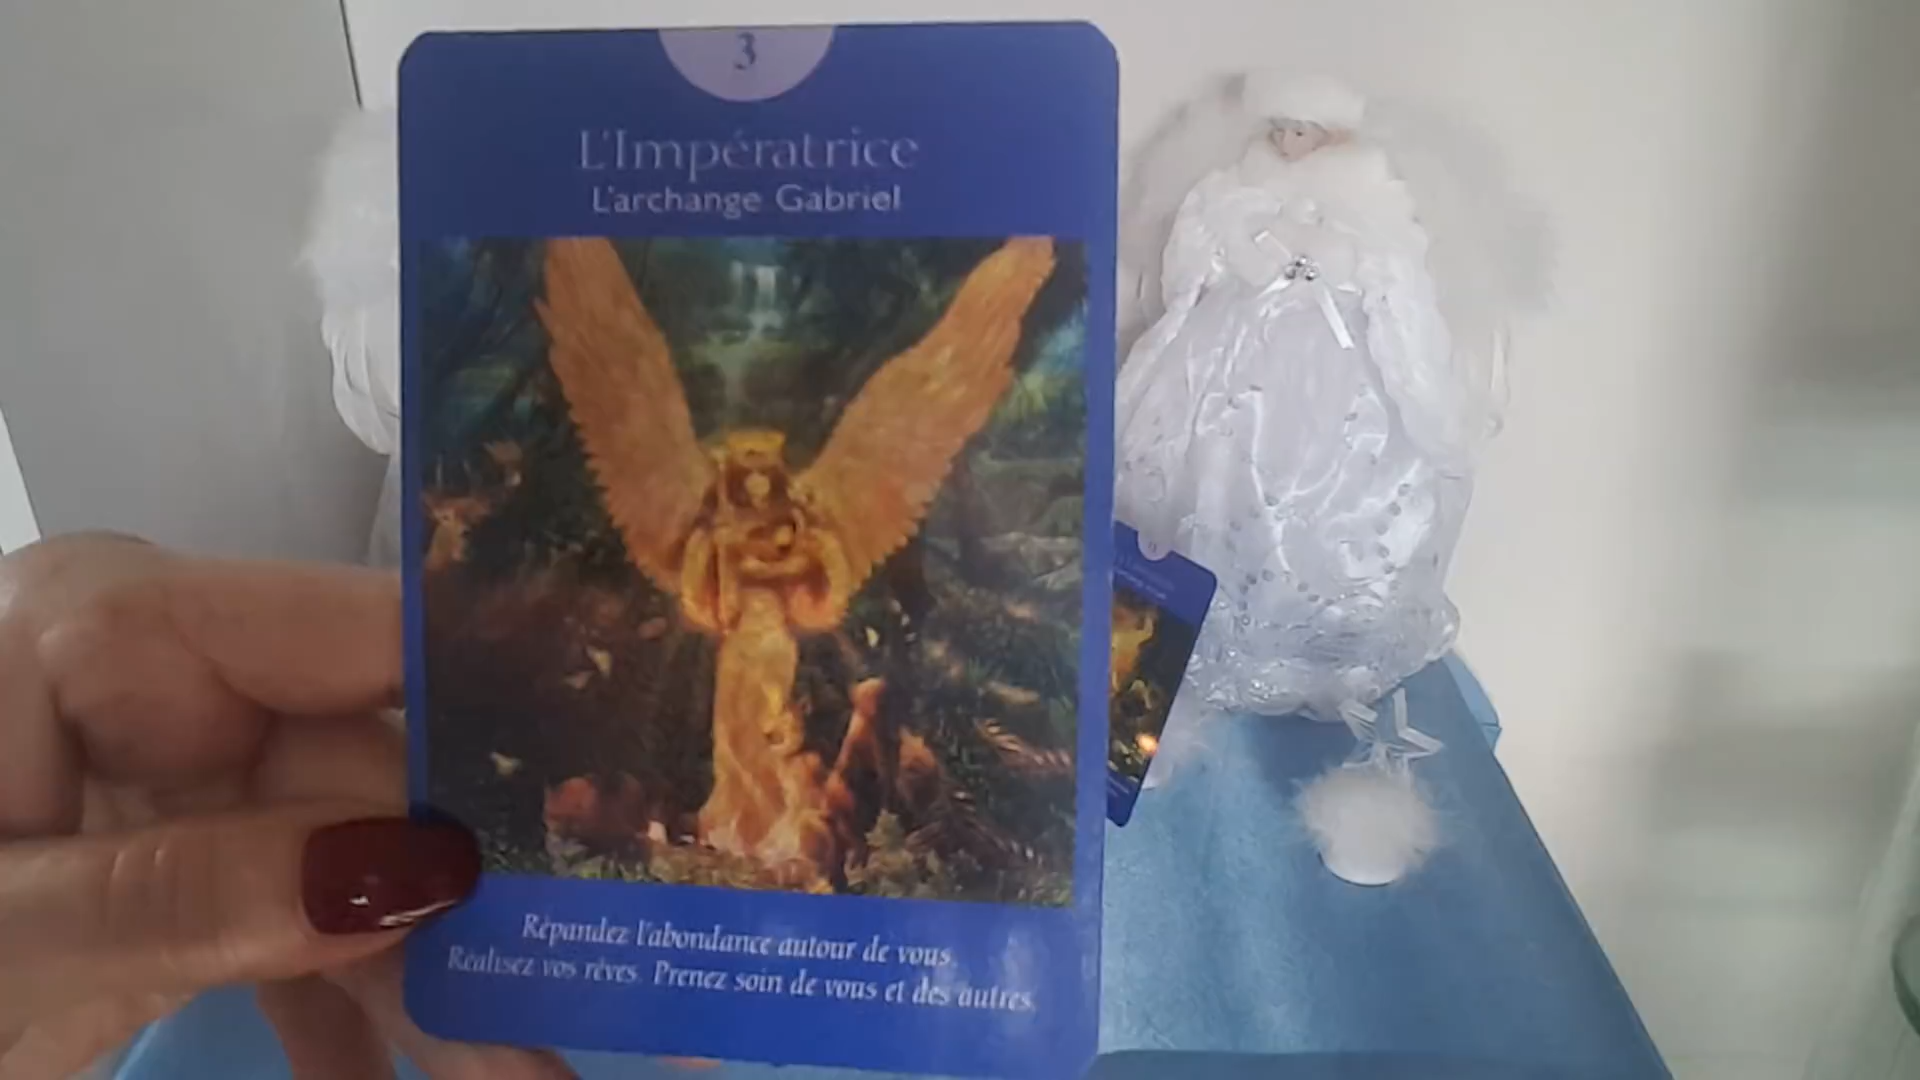 3
L'Impératrice
L'archange Gabriel
Répandez l'abondance autour de vous.
Réalisez vos rêves. Prenez soin de vous et des autres.